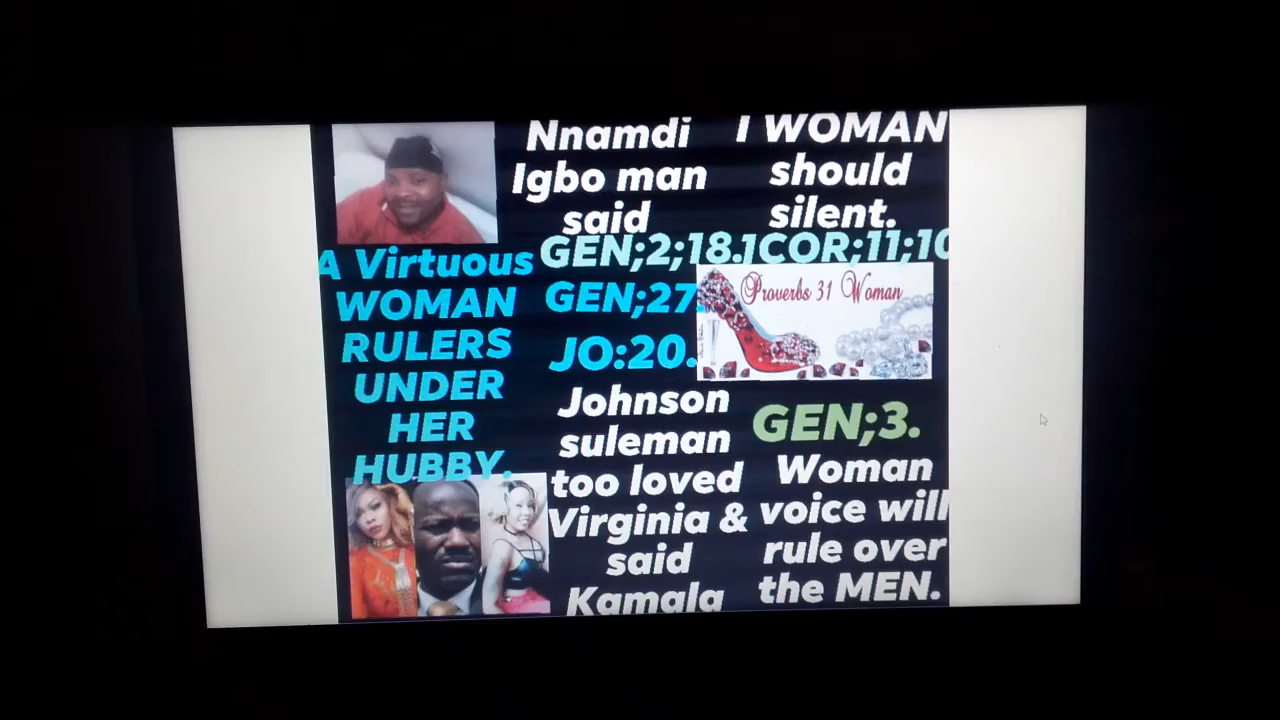 Nnamdi
Igbo man
said
I WOMAN
should
silent.
GEN;2;18.1COR;11;10
A Virtuous
WOMAN
RULERS
UNDER
HER
HUBBY.
GEN;27
JO:20.
Proverbs 31 Woman
Johnson
suleman
too loved
Virginia &
said
Kamala
GEN;3.
Woman
voice will
rule over
the MEN.